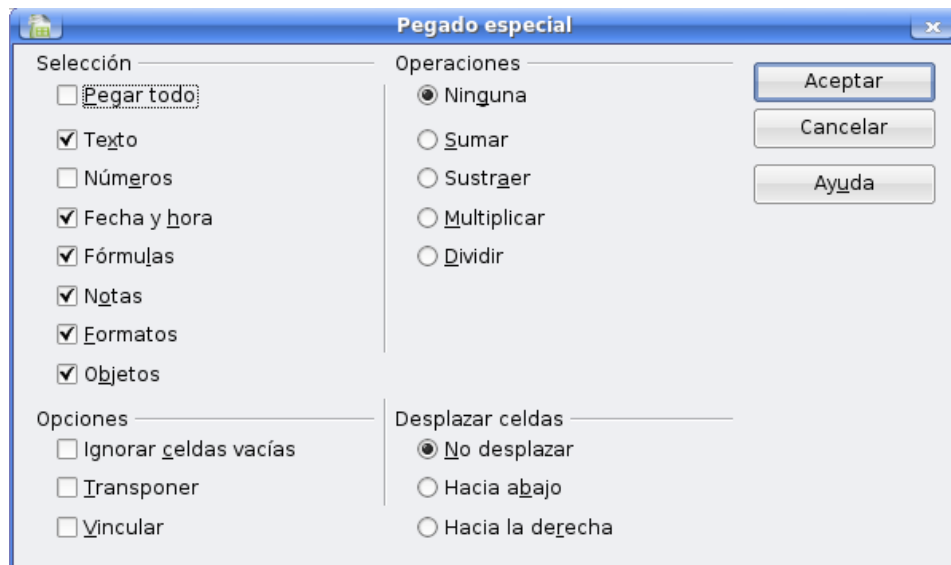 Pegado especial
Selección
Pegar todo
Texto
Números
Fecha y hora
Fórmulas
Notas
Formatos
Objetos
Operaciones
Ninguna
Sumar
Sustraer
Multiplicar
Dividir
Aceptar
Cancelar
Ayuda
Opciones
Ignorar celdas vacías
Transponer
Vincular
Desplazar celdas
No desplazar
Hacia abajo
Hacia la derecha